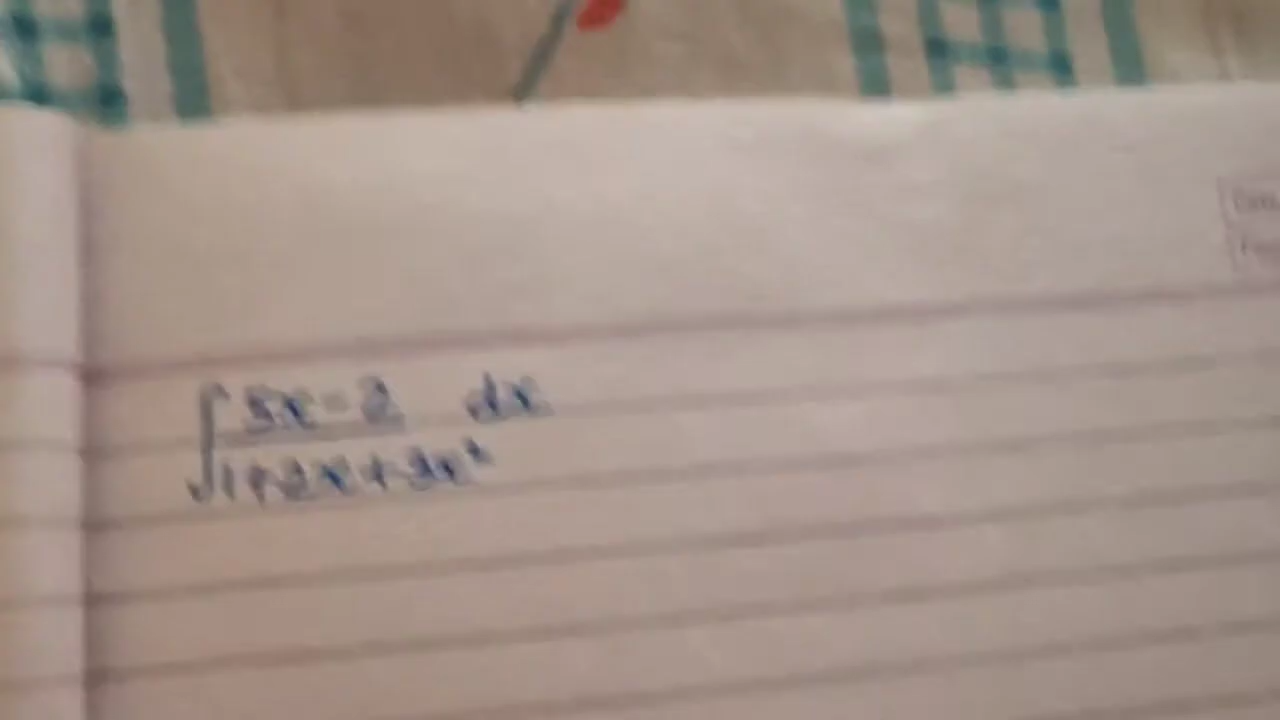 ∫ 5x-2 dx
1+2x+3x²